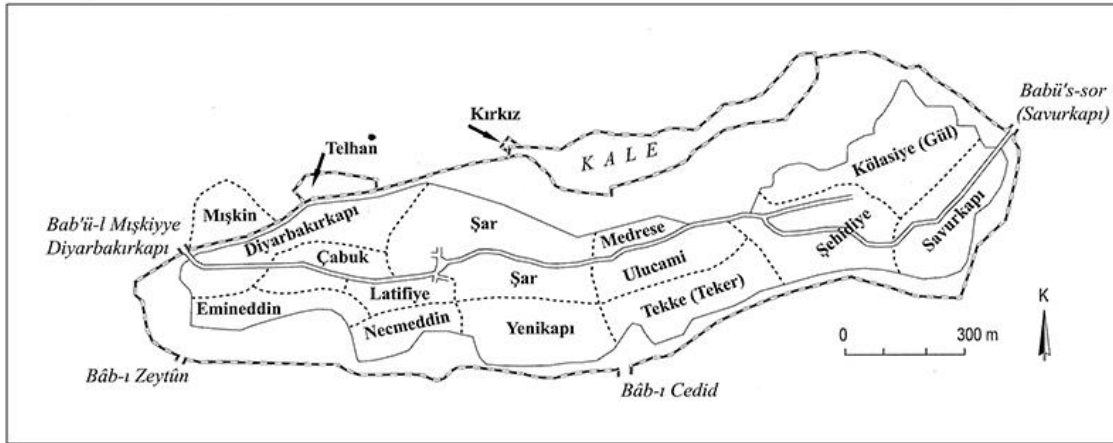 Babü's-sor
(Savurkapı)
Kırkız
Telhan
KALE
Kölasiye (Gül)
Mışkin
Bab'ü-l Mışkiyye
Diyarbakırkapı
Diyarbakırkapı
Şar
Medrese
Şehidiye
Savurkapı
Çabuk
Ulucami
Latifiye
Şar
Emineddin
Tekke (Teker)
Necmeddin
Yenikapı
K
0 300 m
Bâb-ı Zeytûn
Bâb-ı Cedid